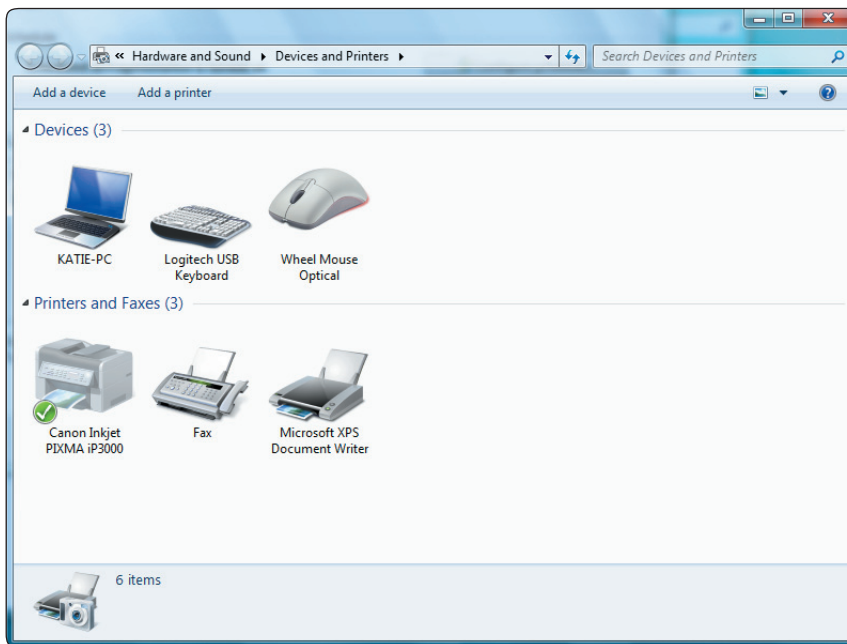 « Hardware and Sound ▸ Devices and Printers ▸ Search Devices and Printers
Add a device Add a printer
Devices (3)
KATIE-PC Logitech USB Keyboard Wheel Mouse Optical
Printers and Faxes (3)
Canon Inkjet PIXMA iP3000 Fax Microsoft XPS Document Writer
6 items